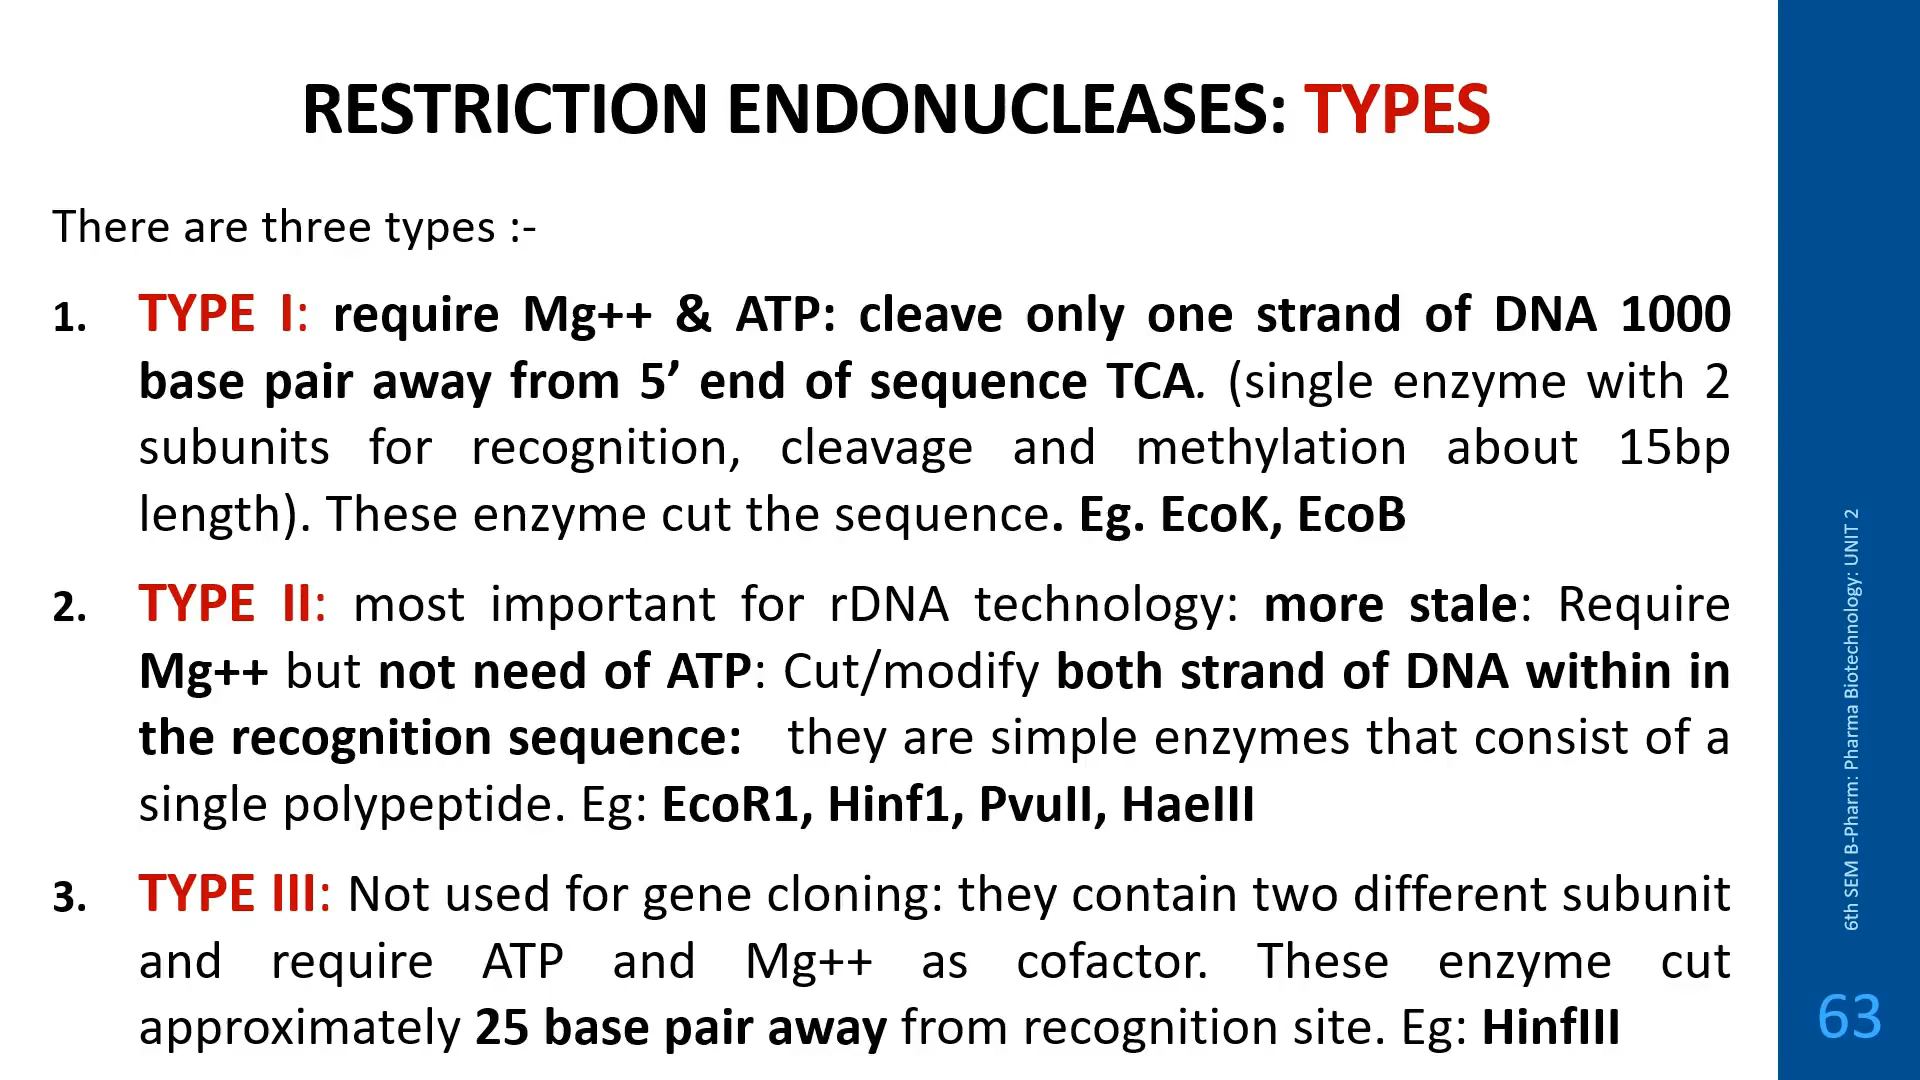 RESTRICTION ENDONUCLEASES: TYPES
There are three types :-
1. TYPE I: require Mg++ & ATP: cleave only one strand of DNA 1000
base pair away from 5’ end of sequence TCA. (single enzyme with 2
subunits for recognition, cleavage and methylation about 15bp
length). These enzyme cut the sequence. Eg. EcoK, EcoB
2. TYPE II: most important for rDNA technology: more stale: Require
Mg++ but not need of ATP: Cut/modify both strand of DNA within in
the recognition sequence: they are simple enzymes that consist of a
single polypeptide. Eg: EcoR1, Hinf1, PvuII, HaeIII
3. TYPE III: Not used for gene cloning: they contain two different subunit
and require ATP and Mg++ as cofactor. These enzyme cut
approximately 25 base pair away from recognition site. Eg: HinfIII
6th SEM B-Pharm: Pharma Biotechnology: UNIT 2
63